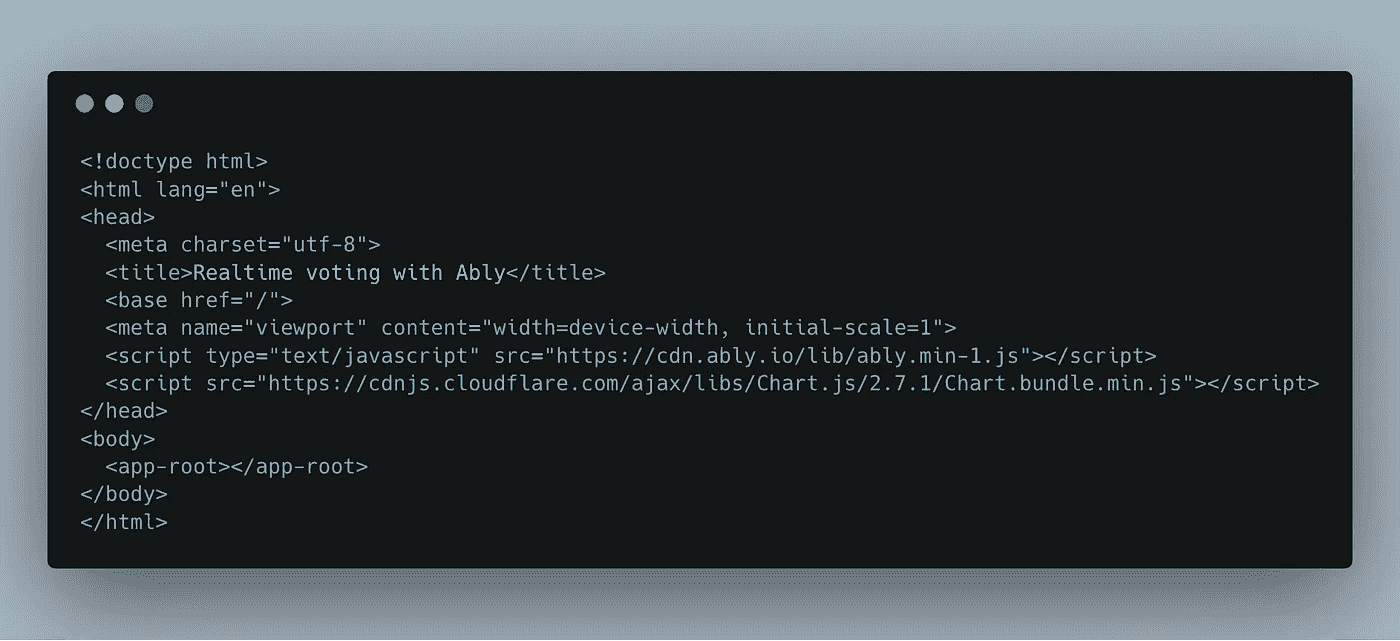 <!doctype html>
<html lang="en">
<head>
  <meta charset="utf-8">
  <title>Realtime voting with Ably</title>
  <base href="/">
  <meta name="viewport" content="width=device-width, initial-scale=1">
  <script type="text/javascript" src="https://cdn.ably.io/lib/ably.min-1.js"></script>
  <script src="https://cdnjs.cloudflare.com/ajax/libs/Chart.js/2.7.1/Chart.bundle.min.js"></script>
</head>
<body>
  <app-root></app-root>
</body>
</html>